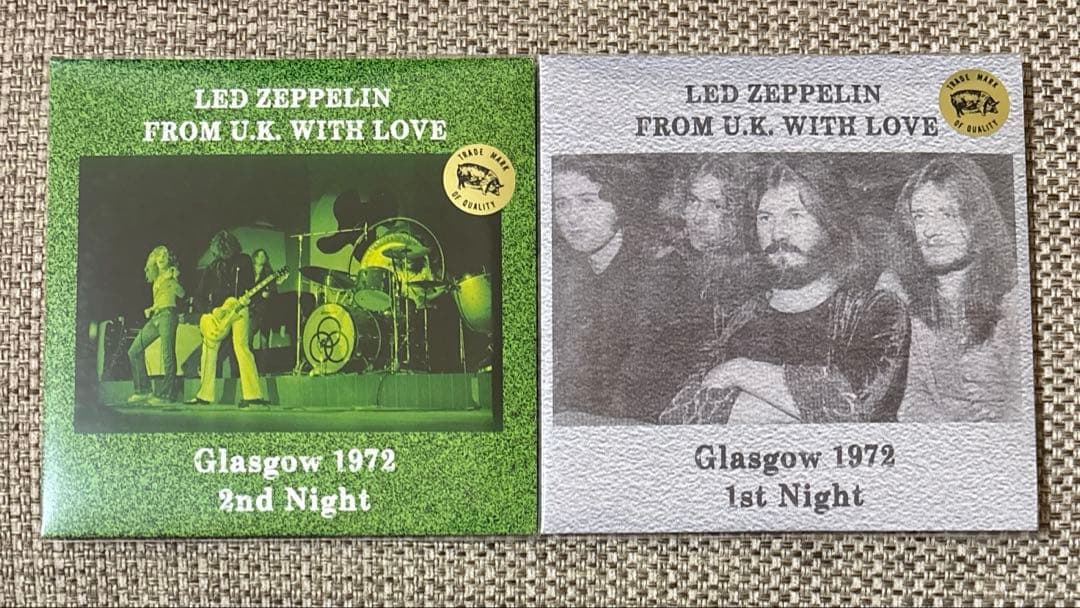 LED ZEPPELIN
FROM U.K. WITH LOVE
TRADE MARK
OF QUALITY
Glasgow 1972
2nd Night
LED ZEPPELIN
FROM U.K. WITH LOVE
TRADE MARK
OF QUALITY
Glasgow 1972
1st Night